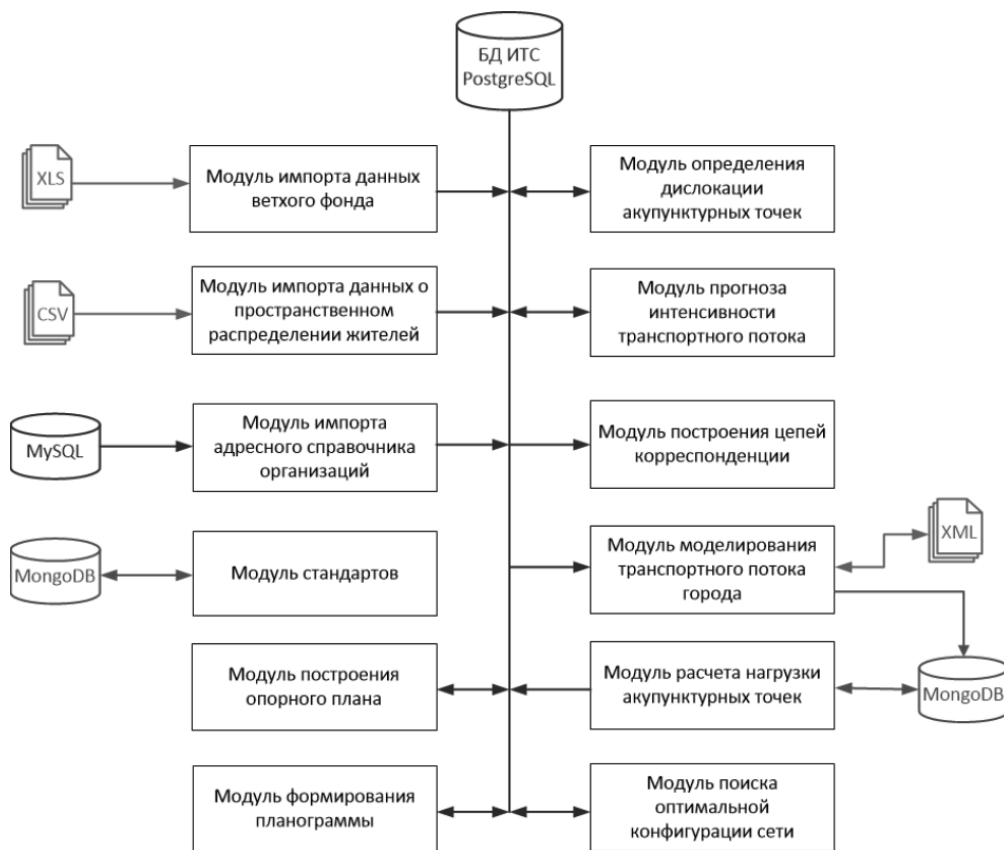 БД ИТС
PostgreSQL
XLS
Модуль импорта данных
ветхого фонда
Модуль определения
дислокации
акупунктурных точек
CSV
Модуль импорта данных о
пространственном
распределении жителей
Модуль прогноза
интенсивности
транспортного потока
MySQL
Модуль импорта
адресного справочника
организаций
Модуль построения цепей
корреспонденции
MongoDB
Модуль стандартов
Модуль моделирования
транспортного потока
города
XML
Модуль построения
опорного плана
Модуль расчета нагрузки
акупунктурных точек
MongoDB
Модуль формирования
планограммы
Модуль поиска
оптимальной
конфигурации сети